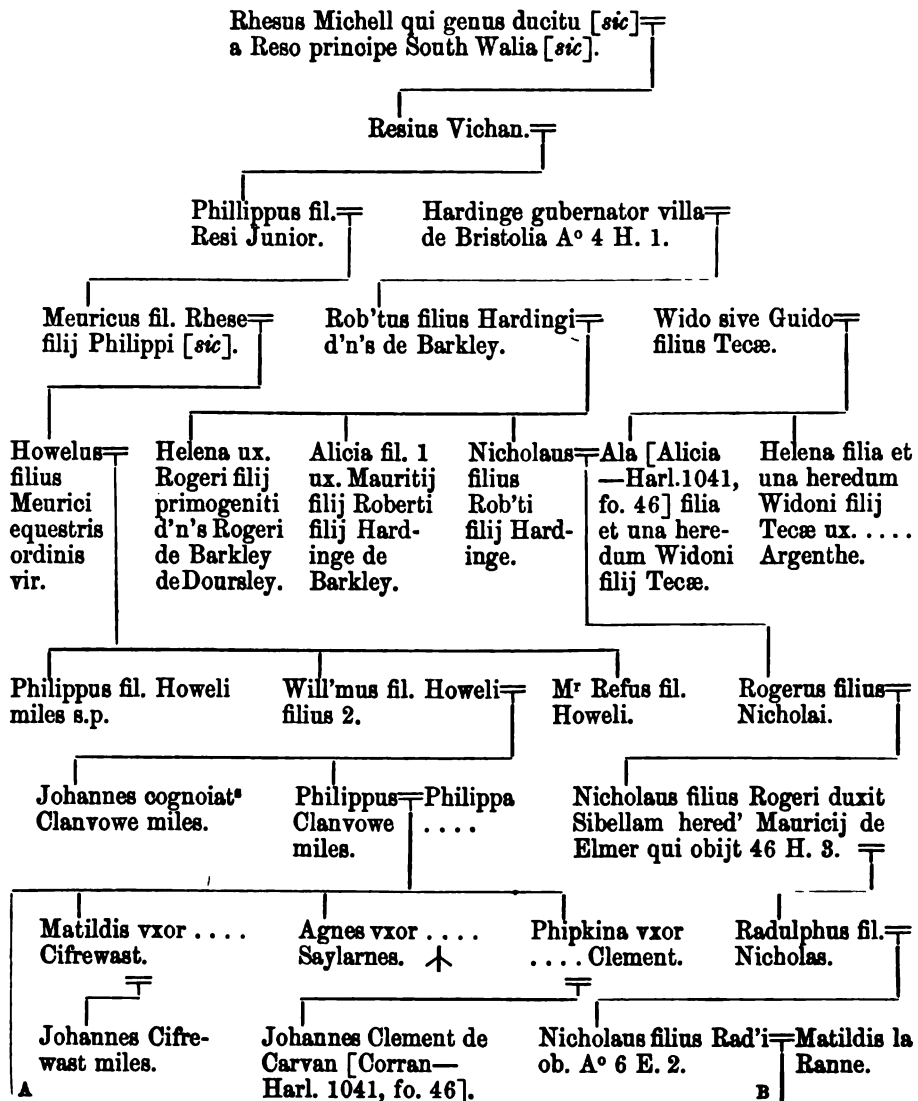 Rhesus Michell qui genus ducitu [sic]
a Reso principe South Walia [sic].
Resius Vichan.
Phillippus fil.
Resi Junior.
Hardinge gubernator villa
de Bristolia Aº 4 H. 1.
Meuricus fil. Rhese
filij Philippi [sic].
Rob'tus filius Hardingi
d'n's de Barkley.
Wido sive Guido
filius Tecæ.
Howelus
filius
Meurici
equestris
ordinis
vir.
Helena ux.
Rogeri filij
primogeniti
d'n's Rogeri
de Barkley
de Doursley.
Alicia fil. 1
ux. Mauritij
filij Roberti
filij Hard-
inge de
Barkley.
Nicholaus
filius
Rob'ti
filij Hard-
inge.
Ala [Alicia
—Harl. 1041,
fo. 46] filia
et una here-
dum Widoni
filij Tecæ.
Helena filia et
una heredum
Widoni filij
Tecæ ux. . . . .
Argenthe.
Philippus fil. Howeli
miles s.p.
Will'mus fil. Howeli
filius 2.
Mr Refus fil.
Howeli.
Rogerus filius
Nicholai.
Johannes cognoiats
Clanvowe miles.
Philippus
Clanvowe
miles.
Philippa
. . . .
Nicholaus filius Rogeri duxit
Sibellam hered' Mauricij de
Elmer qui obijt 46 H. 3.
Matildis vxor . . . .
Cifrewast.
Agnes vxor . . . .
Saylarnes.
Phipkina vxor
. . . . Clement.
Radulphus fil.
Nicholas.
Johannes Cifre-
wast miles.
Johannes Clement de
Carvan [Corran—
Harl. 1041, fo. 46].
Nicholaus filius Rad'i
ob. Aº 6 E. 2.
Matildis la
Ranne.
A
B